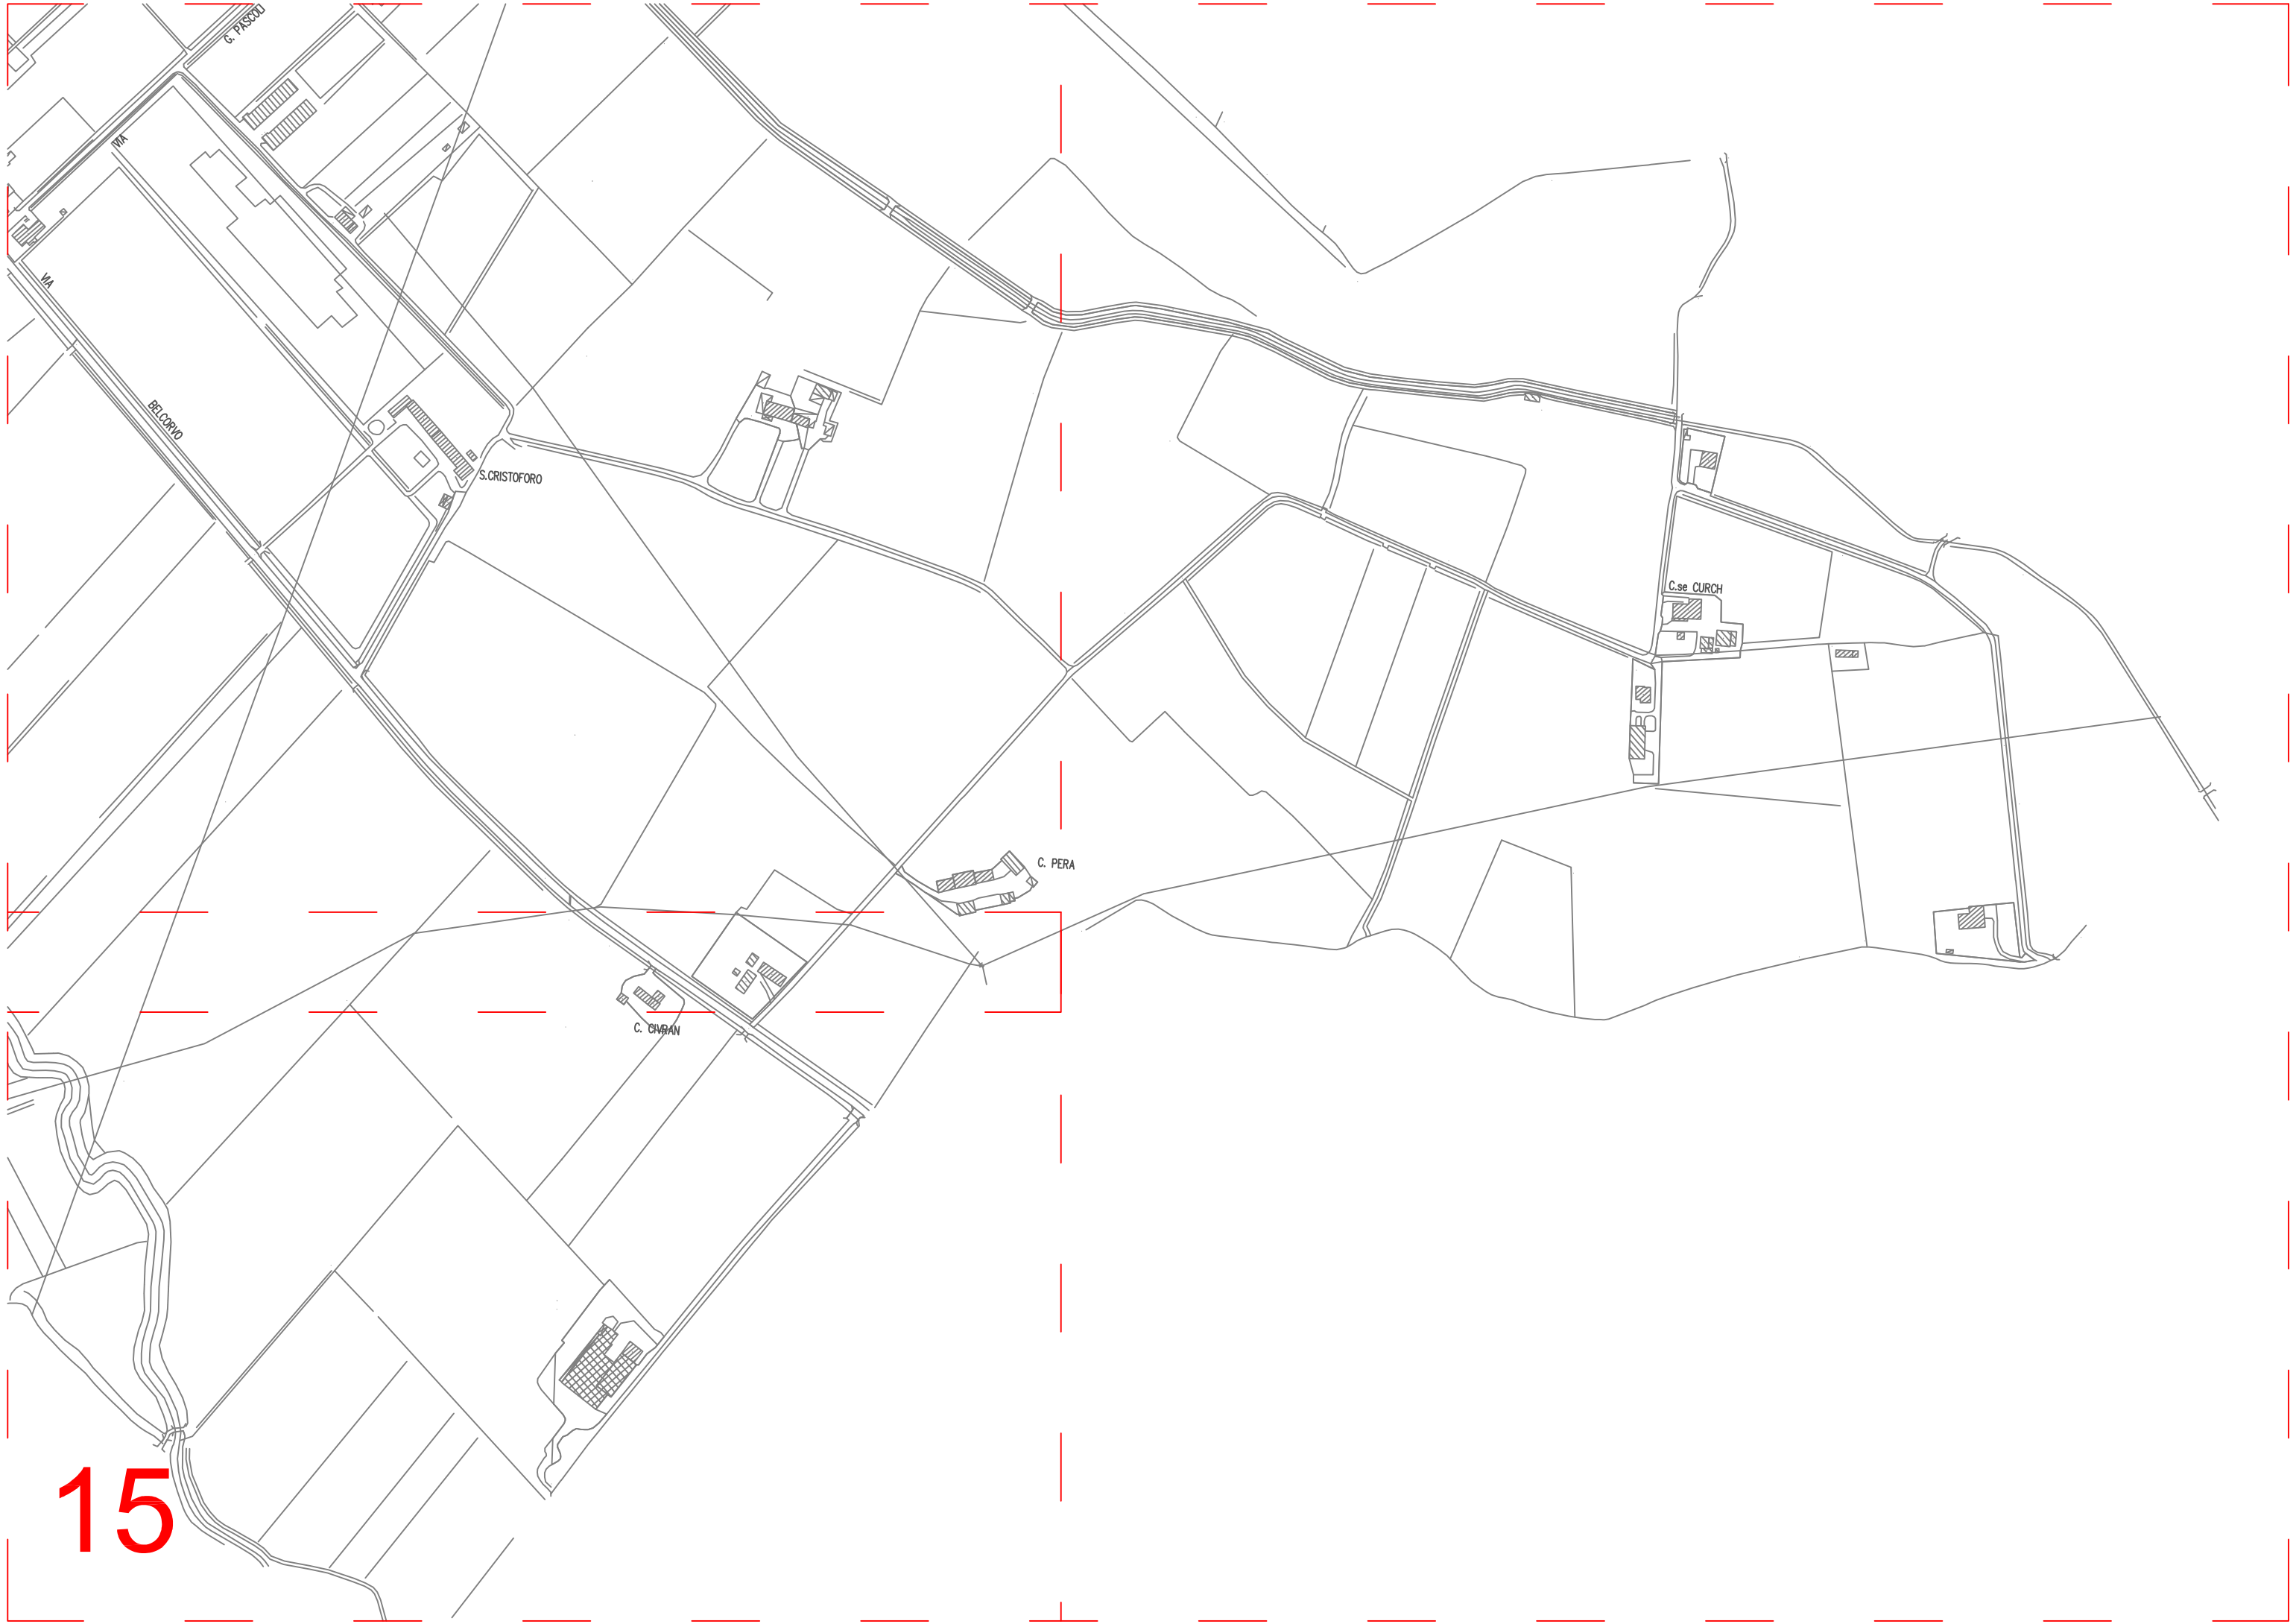 G. PASCOLI
VIA
VIA
BELCORVO
S.CRISTOFORO
C.se CURCH
C. PERA
C. CIVRAN
15